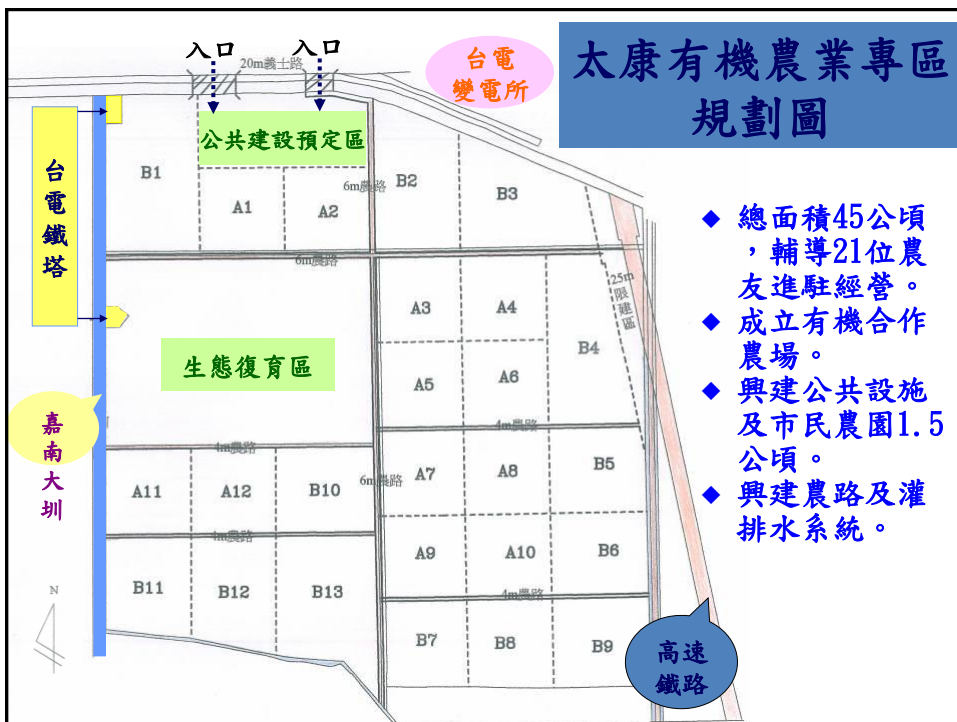 太康有機農業專區
規劃圖
入口
入口
20m義士路
台電
變電所
公共建設預定區
台電鐵塔
B1
A1
A2
6m農路
B2
B3
6m農路
25m限建區
A3
A4
B4
A5
A6
生態復育區
嘉南大圳
4m農路
4m農路
6m農路
A7
A8
B5
A11
A12
B10
4m農路
A9
A10
B6
4m農路
B11
B12
B13
B7
B8
B9
N
高速
鐵路
◆ 總面積45公頃
,輔導21位農
友進駐經營。
◆ 成立有機合作
農場。
◆ 興建公共設施
及市民農園1.5
公頃。
◆ 興建農路及灌
排水系統。